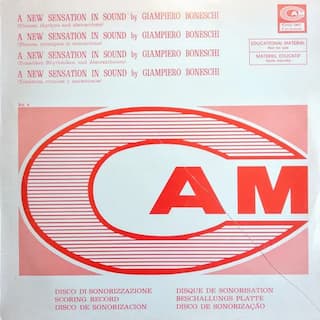 A NEW SENSATION IN SOUND by GIAMPIERO BONESCHI
A NEW SENSATION IN SOUND by GIAMPIERO BONESCHI
A NEW SENSATION IN SOUND by GIAMPIERO BONESCHI
A NEW SENSATION IN SOUND by GIAMPIERO BONESCHI
CAM
EDUCATIONAL MATERIAL
MATERIEL EDUCATIF
CAM
DISCO DI SONORIZZAZIONE
SCORING RECORD
DISCO DE SONORIZACION
DISQUE DE SONORISATION
BESCHALLUNGS PLATTE
DISCO DE SONORIZAÇÃO